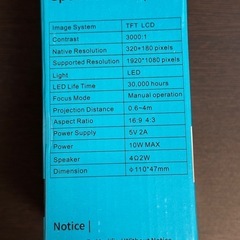 Image System TFT LCD
Contrast 3000:1
Native Resolution 320*180 pixels
Supported Resolution 1920*1080 pixels
Light LED
LED Life Time 30.000 hours
Focus Mode Manual operation
Projection Distance 0.6-4m
Aspect Ratio 16:9 4:3
Power Supply 5V 2A
Power 10W MAX
Speaker 4Ω2W
Dimension Φ110*47mm
Notice |